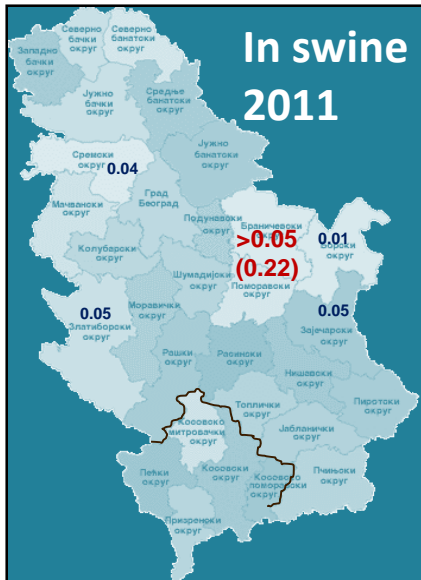 In swine
2011
Северно
бачки
округ
Северно
банатски
округ
Западно
бачки
округ
Јужно
бачки
округ
Средње
банатски
округ
Сремски
округ
0.04
Јужно
банатски
округ
Мачвански
округ
Град
Београд
Подунавски
округ
Браничевски
округ
>0.05
(0.22)
0.01
Борски
округ
Колубарски
округ
Шумадијски
округ
Поморавски
округ
0.05
Златиборски
округ
Моравички
округ
0.05
Зајечарски
округ
Рашки
округ
Расински
округ
Нишавски
округ
Топлички
округ
Пиротски
округ
Косовско
митровачки
округ
Јабланички
округ
Пећки
округ
Косовски
округ
Косовско
поморавски
округ
Пчињски
округ
Призренски
округ